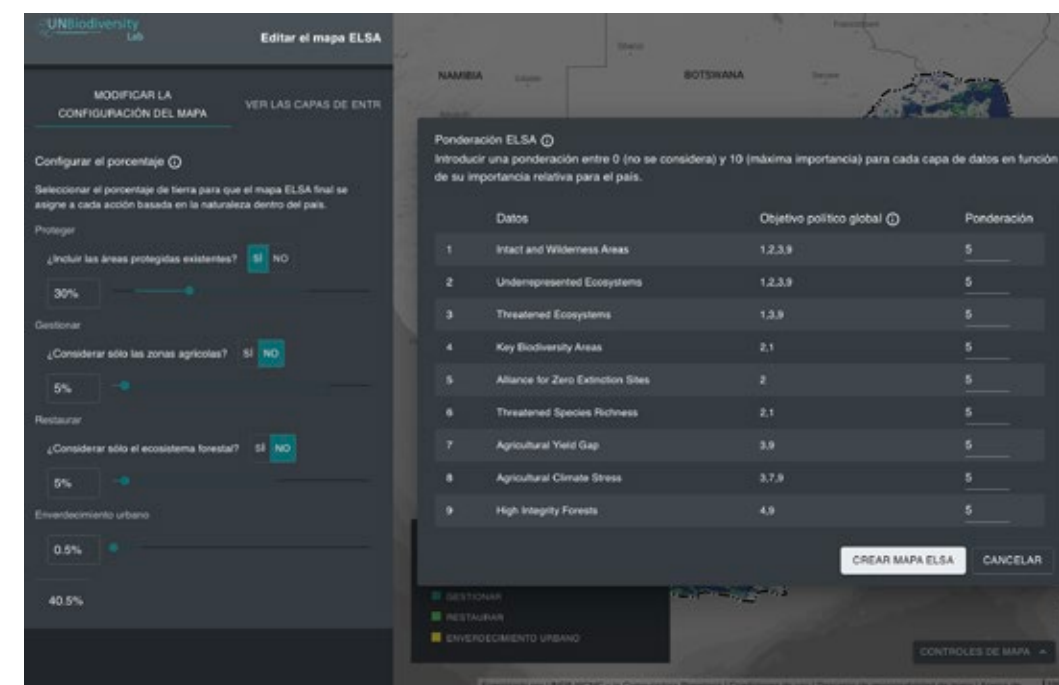 UNBiodiversity
Lab
Editar el mapa ELSA
MODIFICAR LA
CONFIGURACIÓN DEL MAPA
VER LAS CAPAS DE ENTR
Configurar el porcentaje
Seleccionar el porcentaje de tierra para que el mapa ELSA final se
asigne a cada acción basada en la naturaleza dentro del país.
Proteger
¿Incluir las áreas protegidas existentes? SÍ NO
30%
Gestionar
¿Considerar sólo las zonas agrícolas? SÍ NO
5%
Restaurar
¿Considerar sólo el ecosistema forestal? SÍ NO
5%
Enverdecimiento urbano
0.5%
40.5%
NAMIBIA
BOTSWANA
Ponderación ELSA
Introducir una ponderación entre 0 (no se considera) y 10 (máxima importancia) para cada capa de datos en función
de su importancia relativa para el país.
Datos Objetivo político global Ponderación
1 Intact and Wilderness Areas 1,2,3,9 5
2 Underrepresented Ecosystems 1,2,3,9 5
3 Threatened Ecosystems 1,3,9 5
4 Key Biodiversity Areas 2,1 5
5 Alliance for Zero Extinction Sites 2 5
6 Threatened Species Richness 2,1 5
7 Agricultural Yield Gap 3,9 5
8 Agricultural Climate Stress 3,7,9 5
9 High Integrity Forests 4,9 5
CREAR MAPA ELSA CANCELAR
GESTIONAR
RESTAURAR
ENVERDECIMIENTO URBANO
CONTROLES DE MAPA